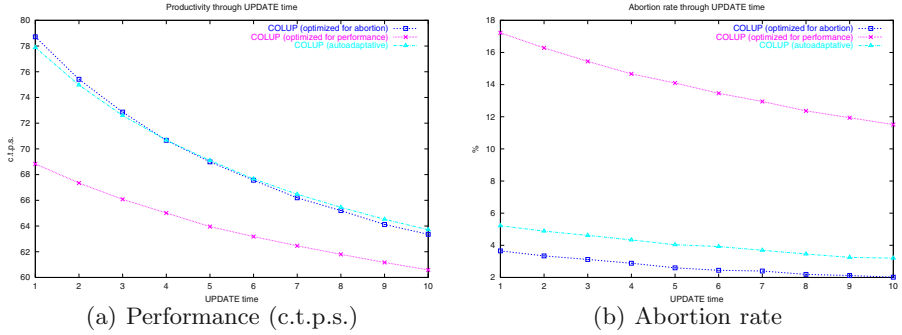 Productivity through UPDATE time
80
78
76
74
72
70
68
66
64
62
60
c.t.p.s.
COLUP (optimized for abortion)
COLUP (optimized for performance)
COLUP (autoadaptative)
1 2 3 4 5 6 7 8 9 10
UPDATE time
(a) Performance (c.t.p.s.)
Abortion rate through UPDATE time
18
16
14
12
10
8
6
4
2
%
COLUP (optimized for abortion)
COLUP (optimized for performance)
COLUP (autoadaptative)
1 2 3 4 5 6 7 8 9 10
UPDATE time
(b) Abortion rate